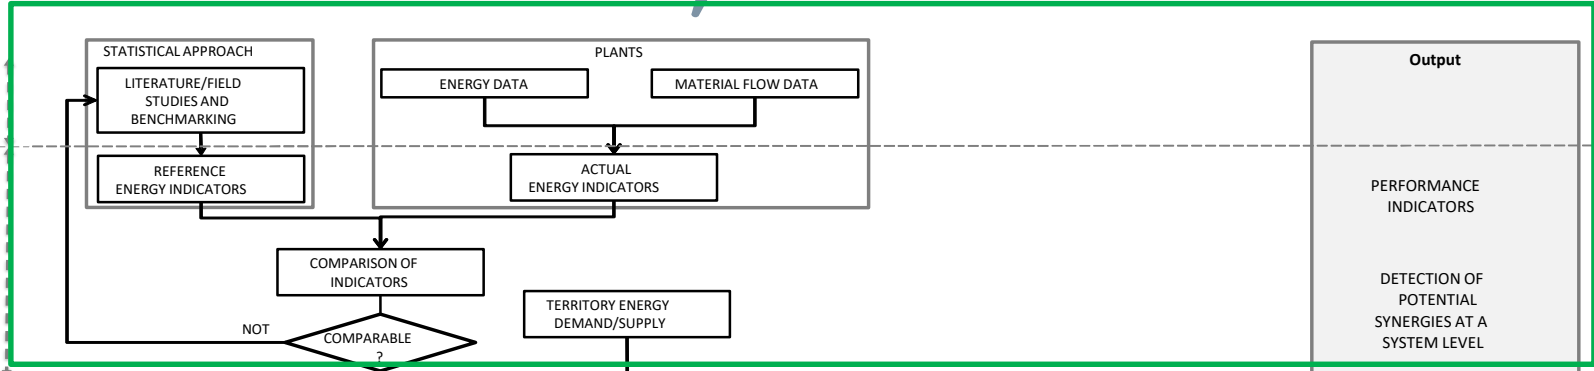 STATISTICAL APPROACH
LITERATURE/FIELD
STUDIES AND
BENCHMARKING
REFERENCE
ENERGY INDICATORS
PLANTS
ENERGY DATA
MATERIAL FLOW DATA
ACTUAL
ENERGY INDICATORS
COMPARISON OF
INDICATORS
NOT
COMPARABLE
?
TERRITORY ENERGY
DEMAND/SUPPLY
Output
PERFORMANCE
INDICATORS
DETECTION OF
POTENTIAL
SYNERGIES AT A
SYSTEM LEVEL